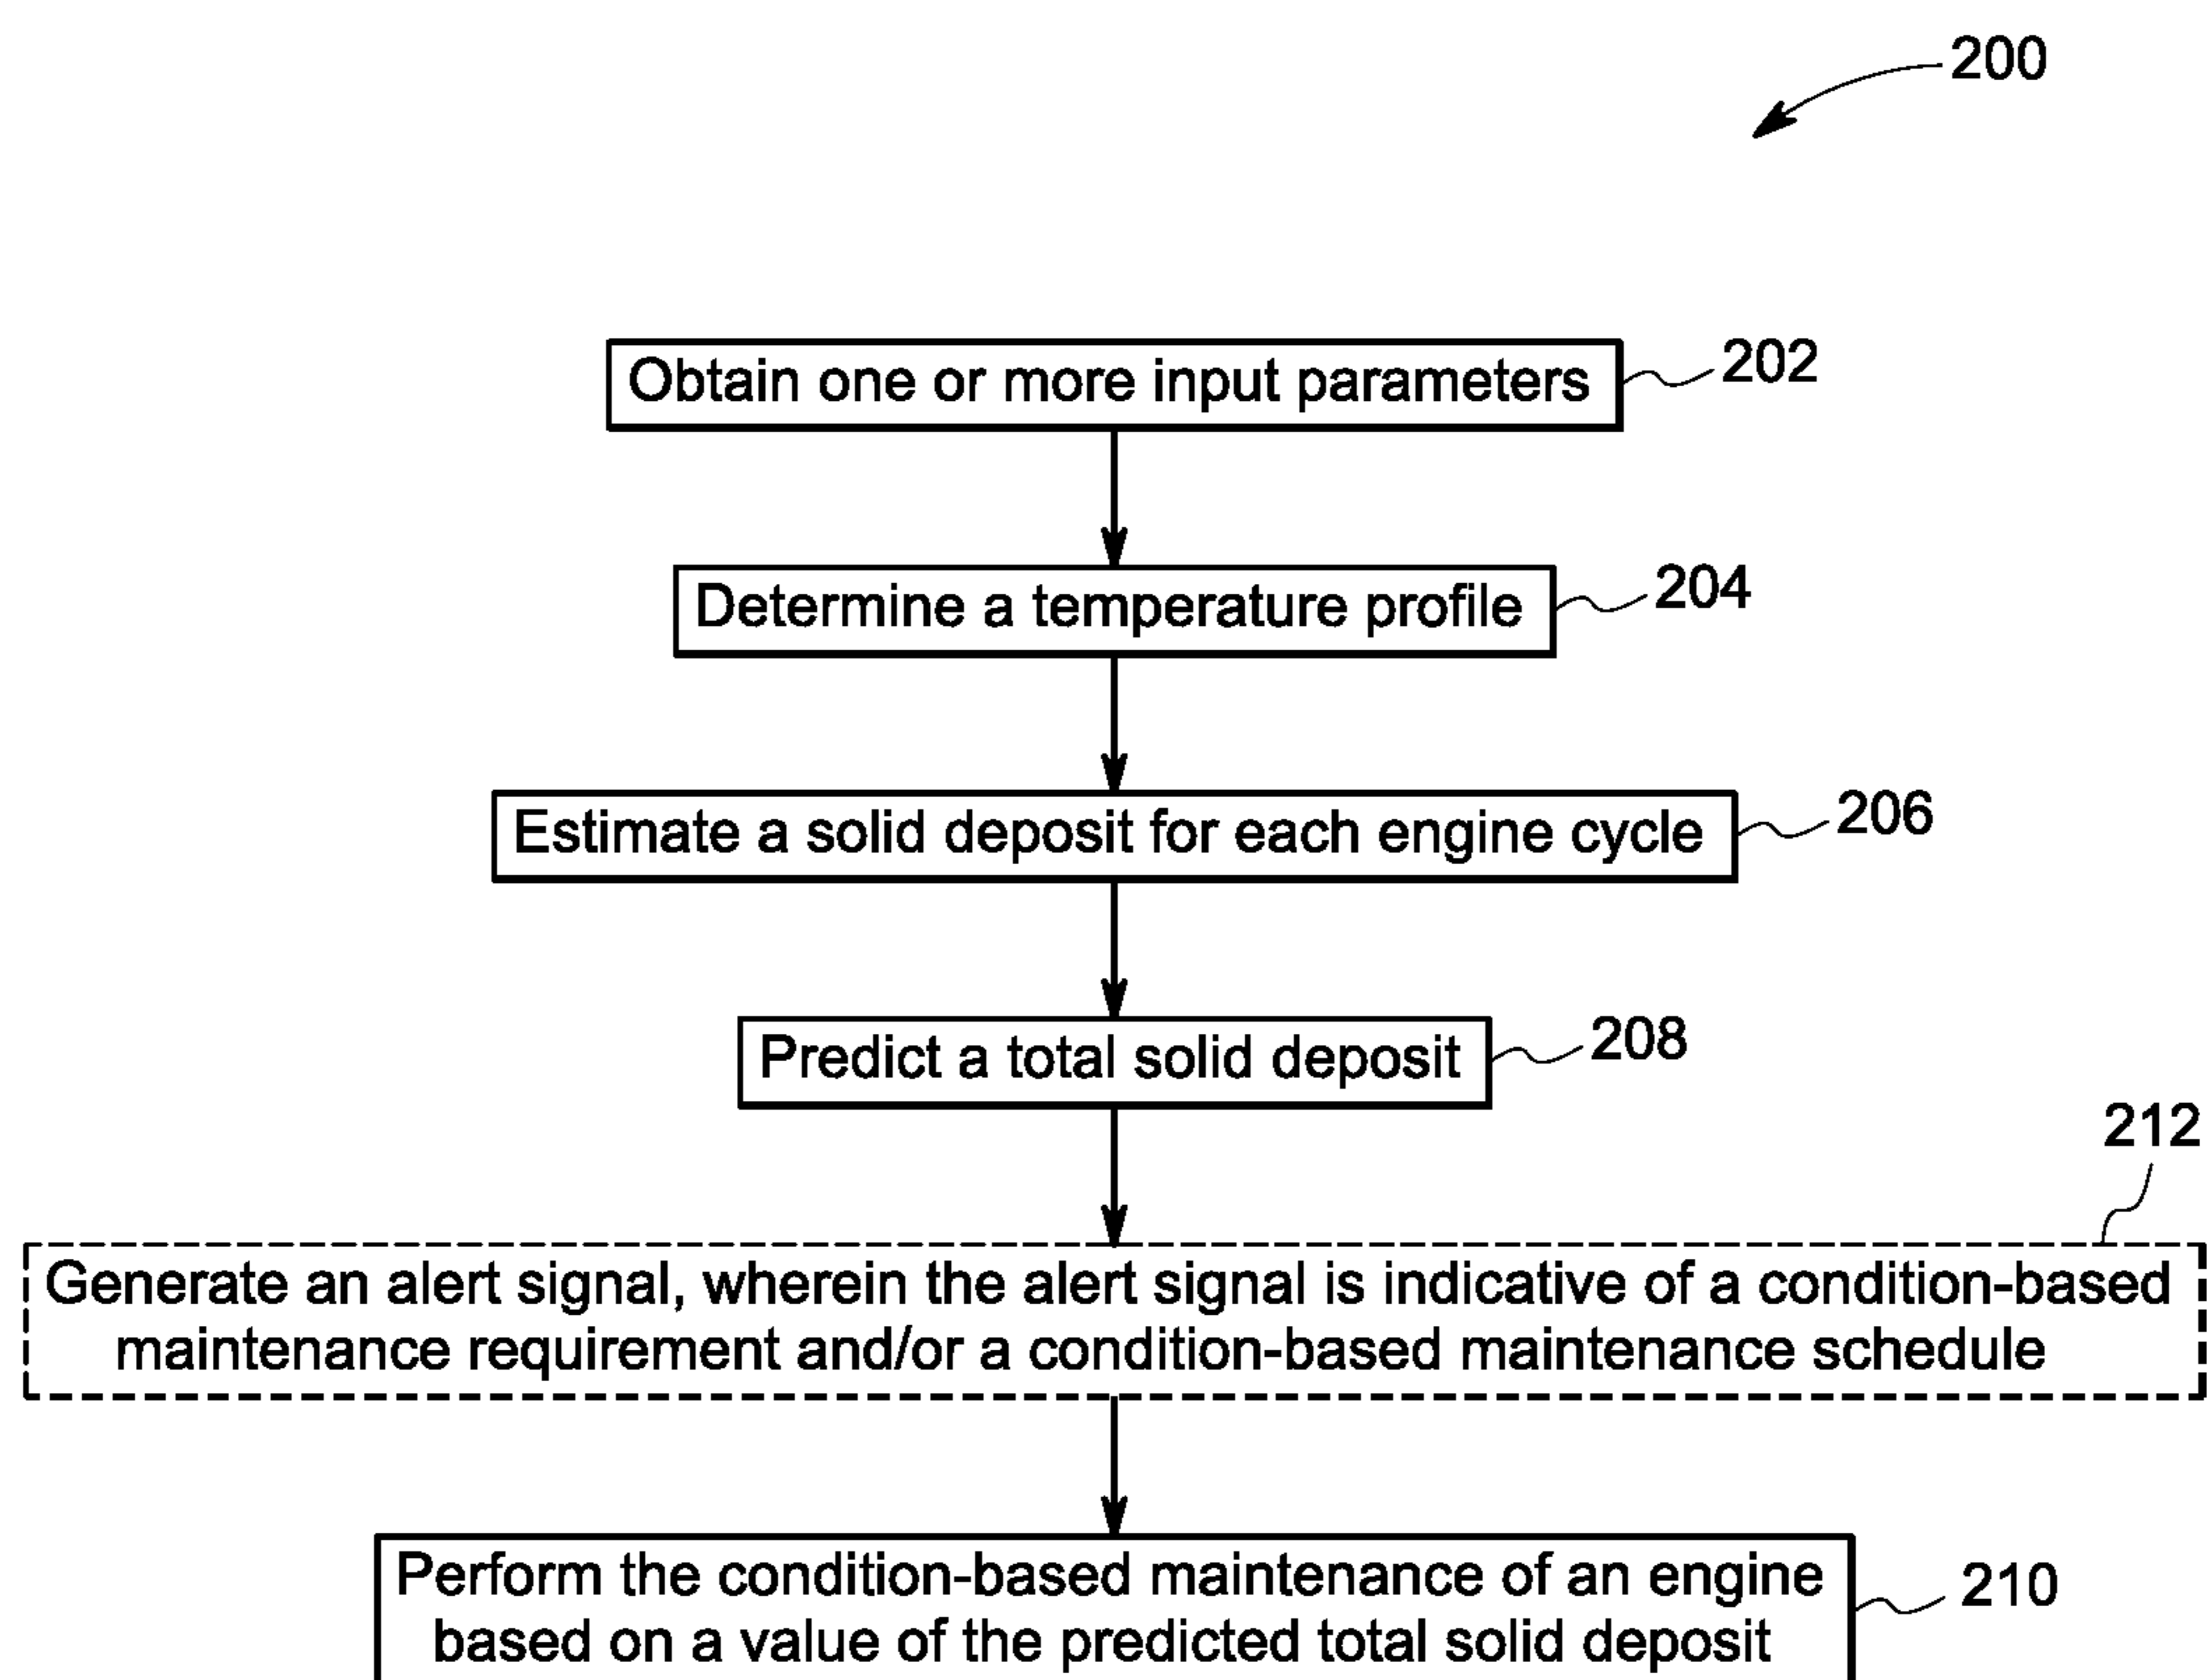 200
Obtain one or more input parameters
202
Determine a temperature profile
204
Estimate a solid deposit for each engine cycle
206
Predict a total solid deposit
208
212
Generate an alert signal, wherein the alert signal is indicative of a condition-based
maintenance requirement and/or a condition-based maintenance schedule
Perform the condition-based maintenance of an engine
based on a value of the predicted total solid deposit
210